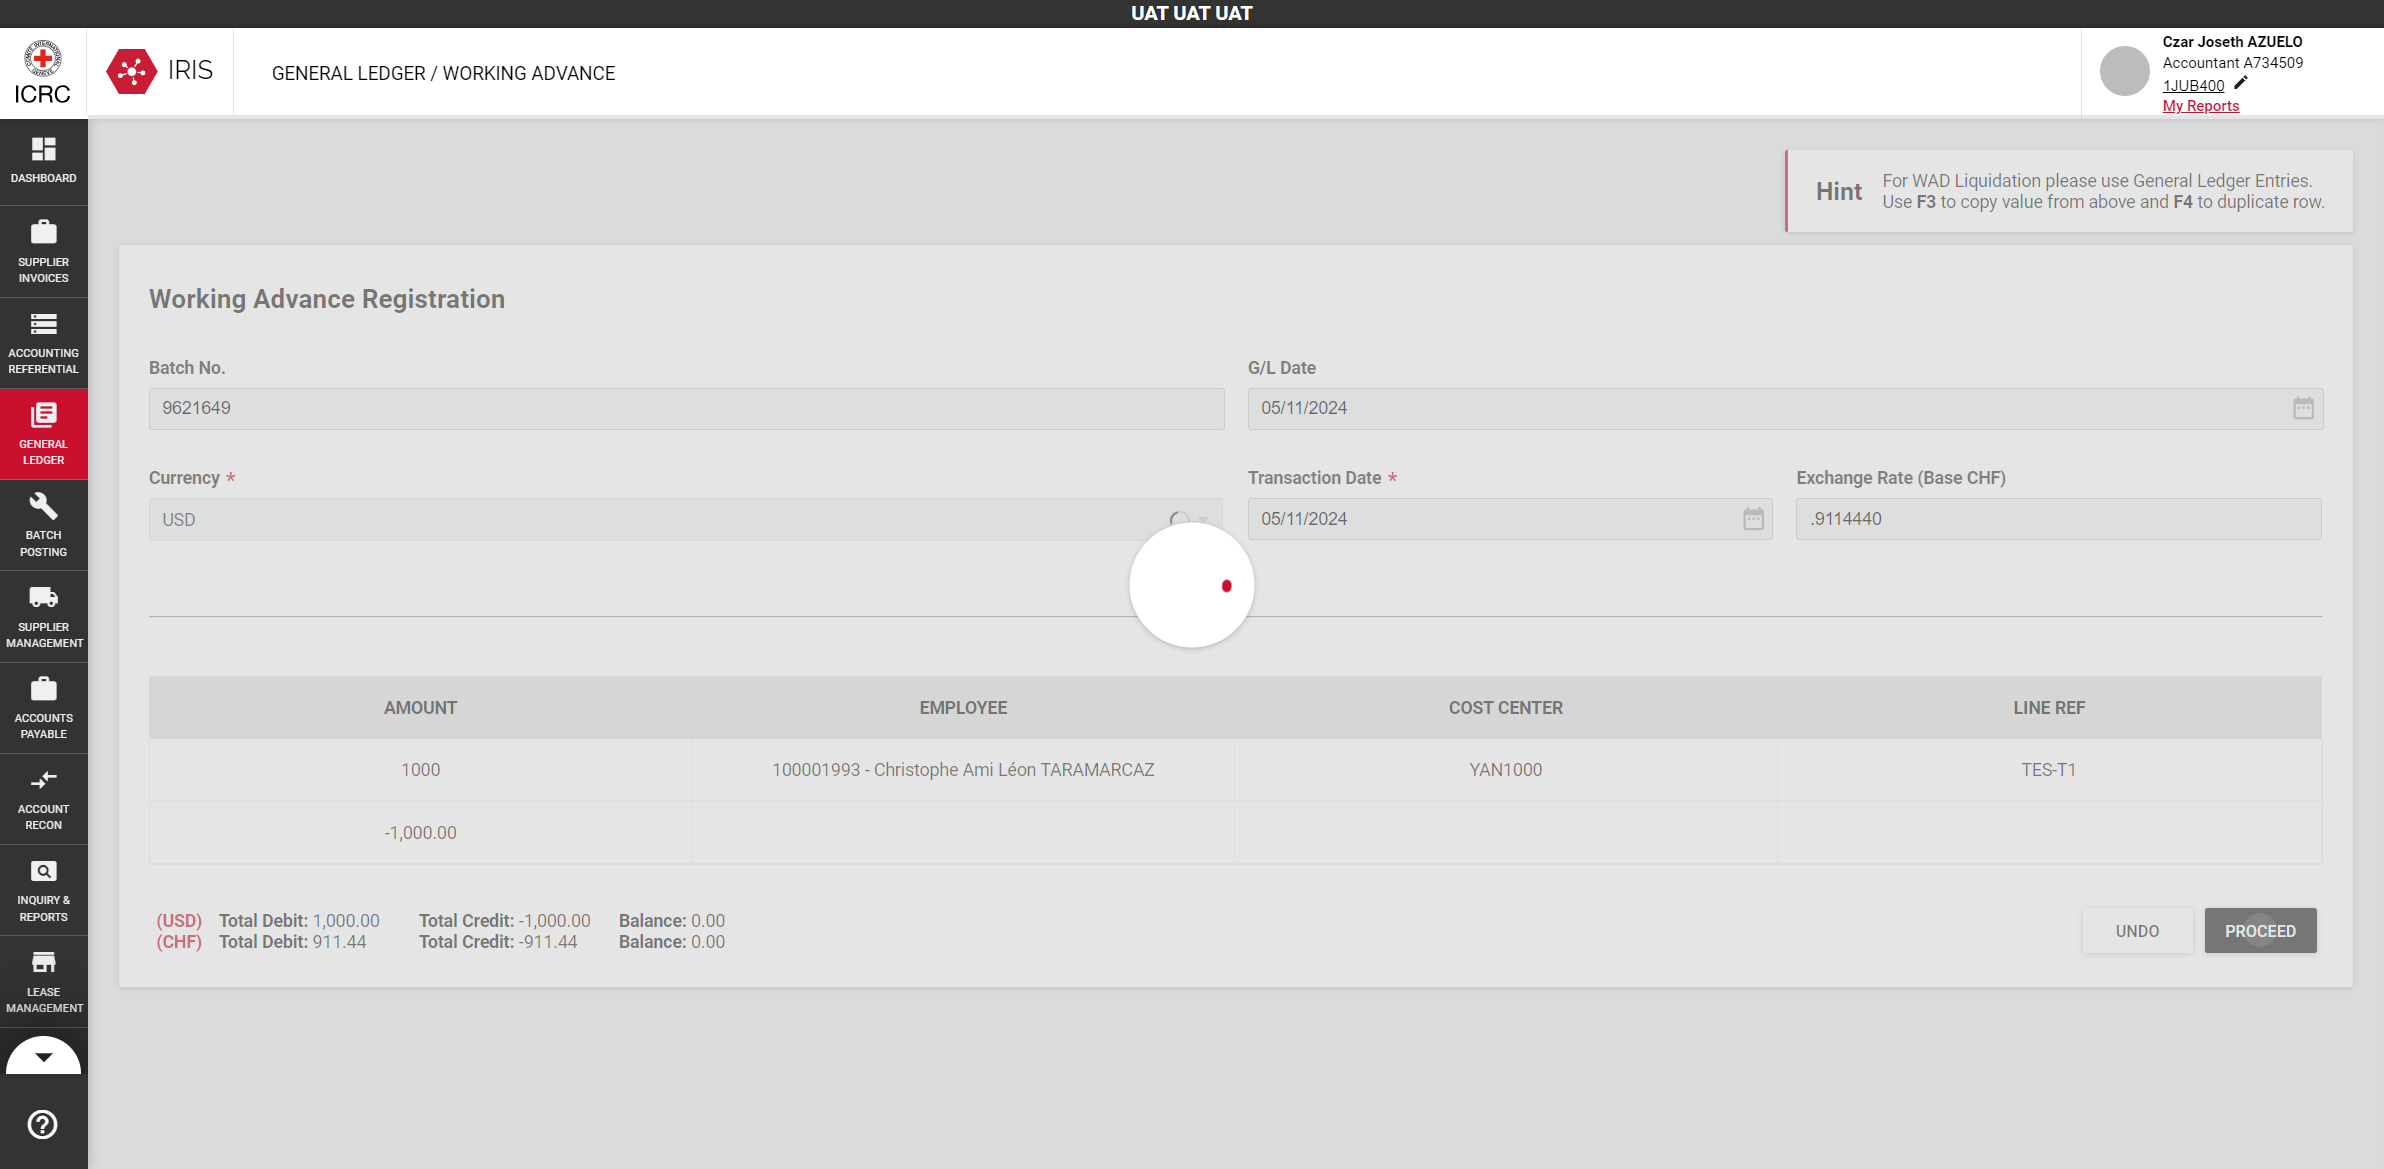 UAT UAT UAT
ICRC
IRIS
GENERAL LEDGER / WORKING ADVANCE
Czar Joseth AZUELO
Accountant A734509
1JUB400
My Reports
DASHBOARD
SUPPLIER
INVOICES
ACCOUNTING
REFERENTIAL
GENERAL
LEDGER
BATCH
POSTING
SUPPLIER
MANAGEMENT
ACCOUNTS
PAYABLE
ACCOUNT
RECON
INQUIRY &
REPORTS
LEASE
MANAGEMENT
Hint
For WAD Liquidation please use General Ledger Entries.
Use F3 to copy value from above and F4 to duplicate row.
Working Advance Registration
Batch No.
G/L Date
9621649
05/11/2024
Currency *
Transaction Date *
Exchange Rate (Base CHF)
USD
05/11/2024
.9114440
AMOUNT EMPLOYEE COST CENTER LINE REF
1000 100001993 - Christophe Ami Léon TARAMARCAZ YAN1000 TES-T1
-1,000.00
(USD) Total Debit: 1,000.00 Total Credit: -1,000.00 Balance: 0.00
(CHF) Total Debit: 911.44 Total Credit: -911.44 Balance: 0.00
UNDO
PROCEED